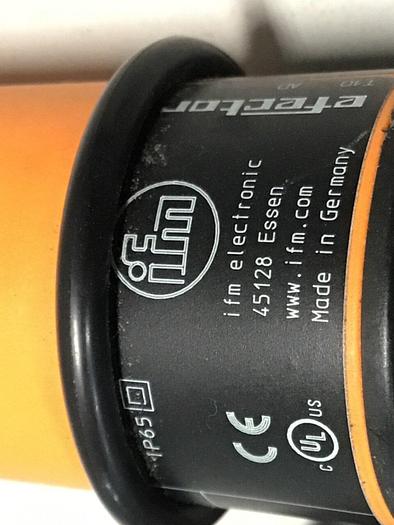 efector
ifm
ifm electronic
45128 Essen
www.ifm.com
Made in Germany
IP65
CE
c UL US